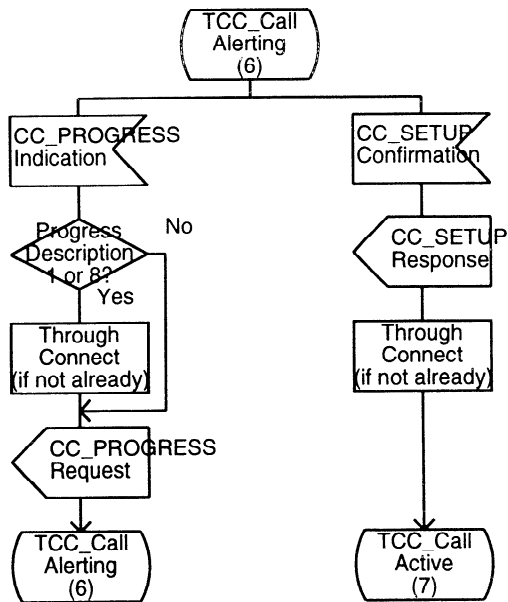 TCC_Call
Alerting
(6)
CC_PROGRESS
Indication
CC_SETUP
Confirmation
Progress
Description
1 or 8?
No
Yes
CC_SETUP
Response
Through
Connect
(if not already)
Through
Connect
(if not already)
CC_PROGRESS
Request
TCC_Call
Alerting
(6)
TCC_Call
Active
(7)